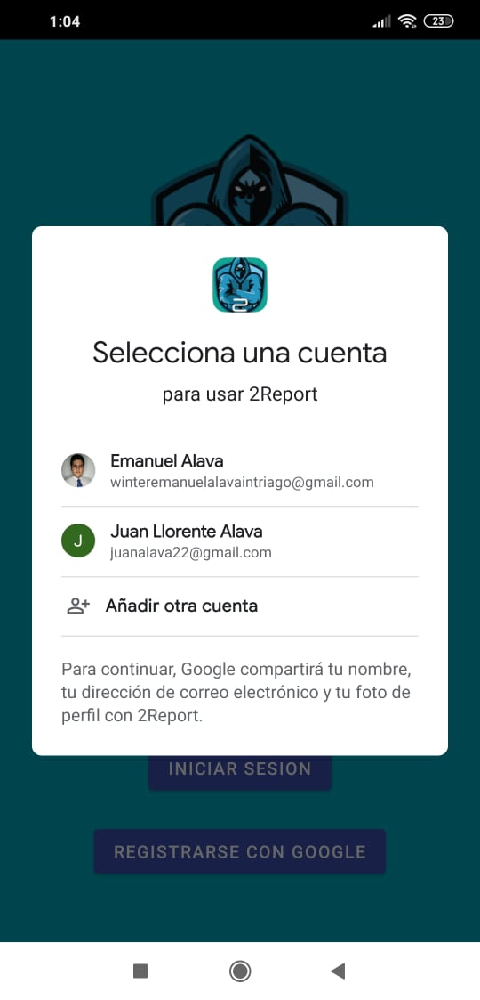 1:04
23
2
Selecciona una cuenta
para usar 2Report
Emanuel Alava
winteremanuelalavaintriago@gmail.com
J
Juan Llorente Alava
juanalava22@gmail.com
Añadir otra cuenta
Para continuar, Google compartirá tu nombre,
tu dirección de correo electrónico y tu foto de
perfil con 2Report.
INICIAR SESION
REGISTRARSE CON GOOGLE